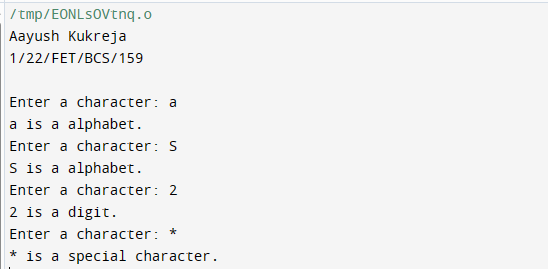 /tmp/EONLsOVtnq.o
Aayush Kukreja
1/22/FET/BCS/159
Enter a character: a
a is a alphabet.
Enter a character: S
S is a alphabet.
Enter a character: 2
2 is a digit.
Enter a character: *
* is a special character.